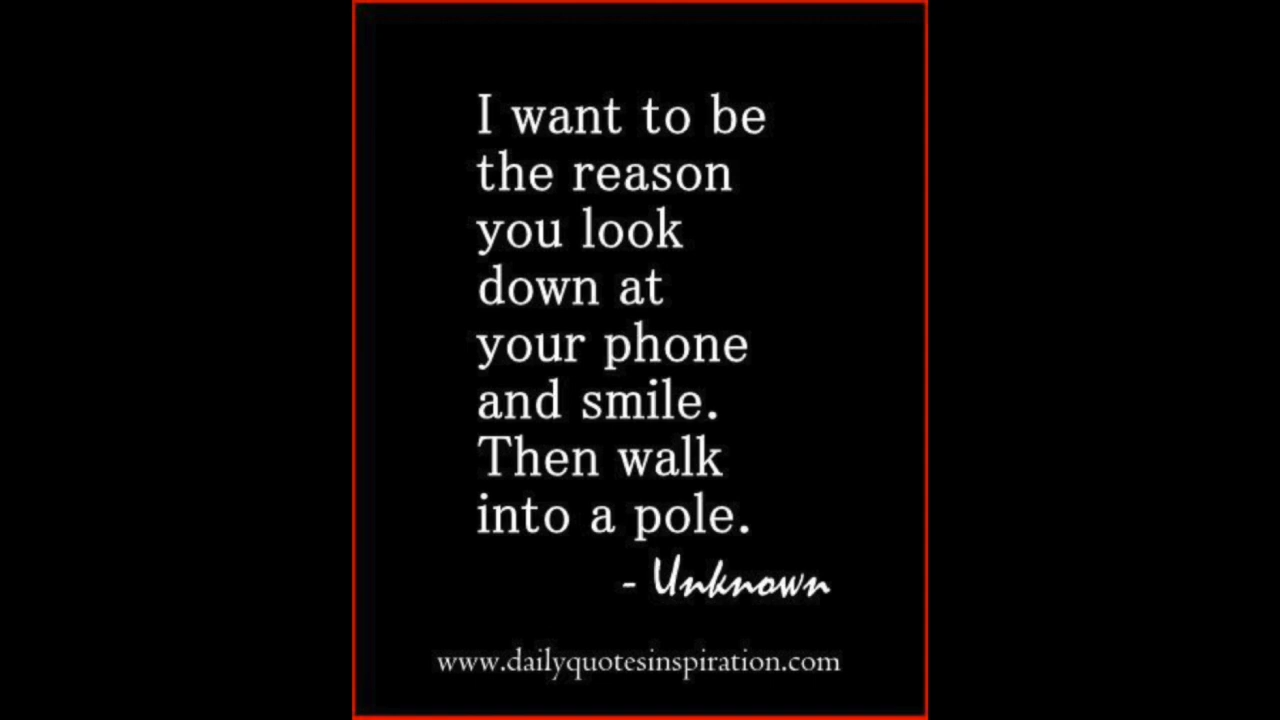 I want to be
the reason
you look
down at
your phone
and smile.
Then walk
into a pole.
- Unknown
www.dailyquotesinspiration.com